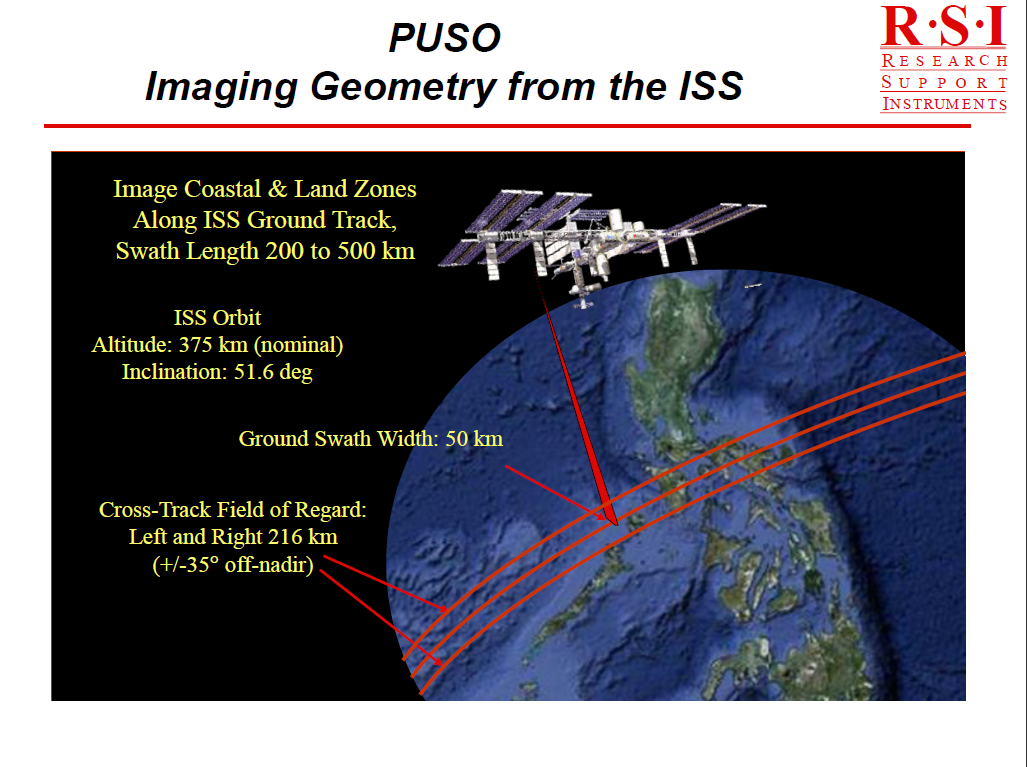 PUSO
Imaging Geometry from the ISS
R·S·I
RESEARCH
SUPPORT
INSTRUMENTS
Image Coastal & Land Zones
Along ISS Ground Track,
Swath Length 200 to 500 km
ISS Orbit
Altitude: 375 km (nominal)
Inclination: 51.6 deg
Ground Swath Width: 50 km
Cross-Track Field of Regard:
Left and Right 216 km
(+/-35° off-nadir)